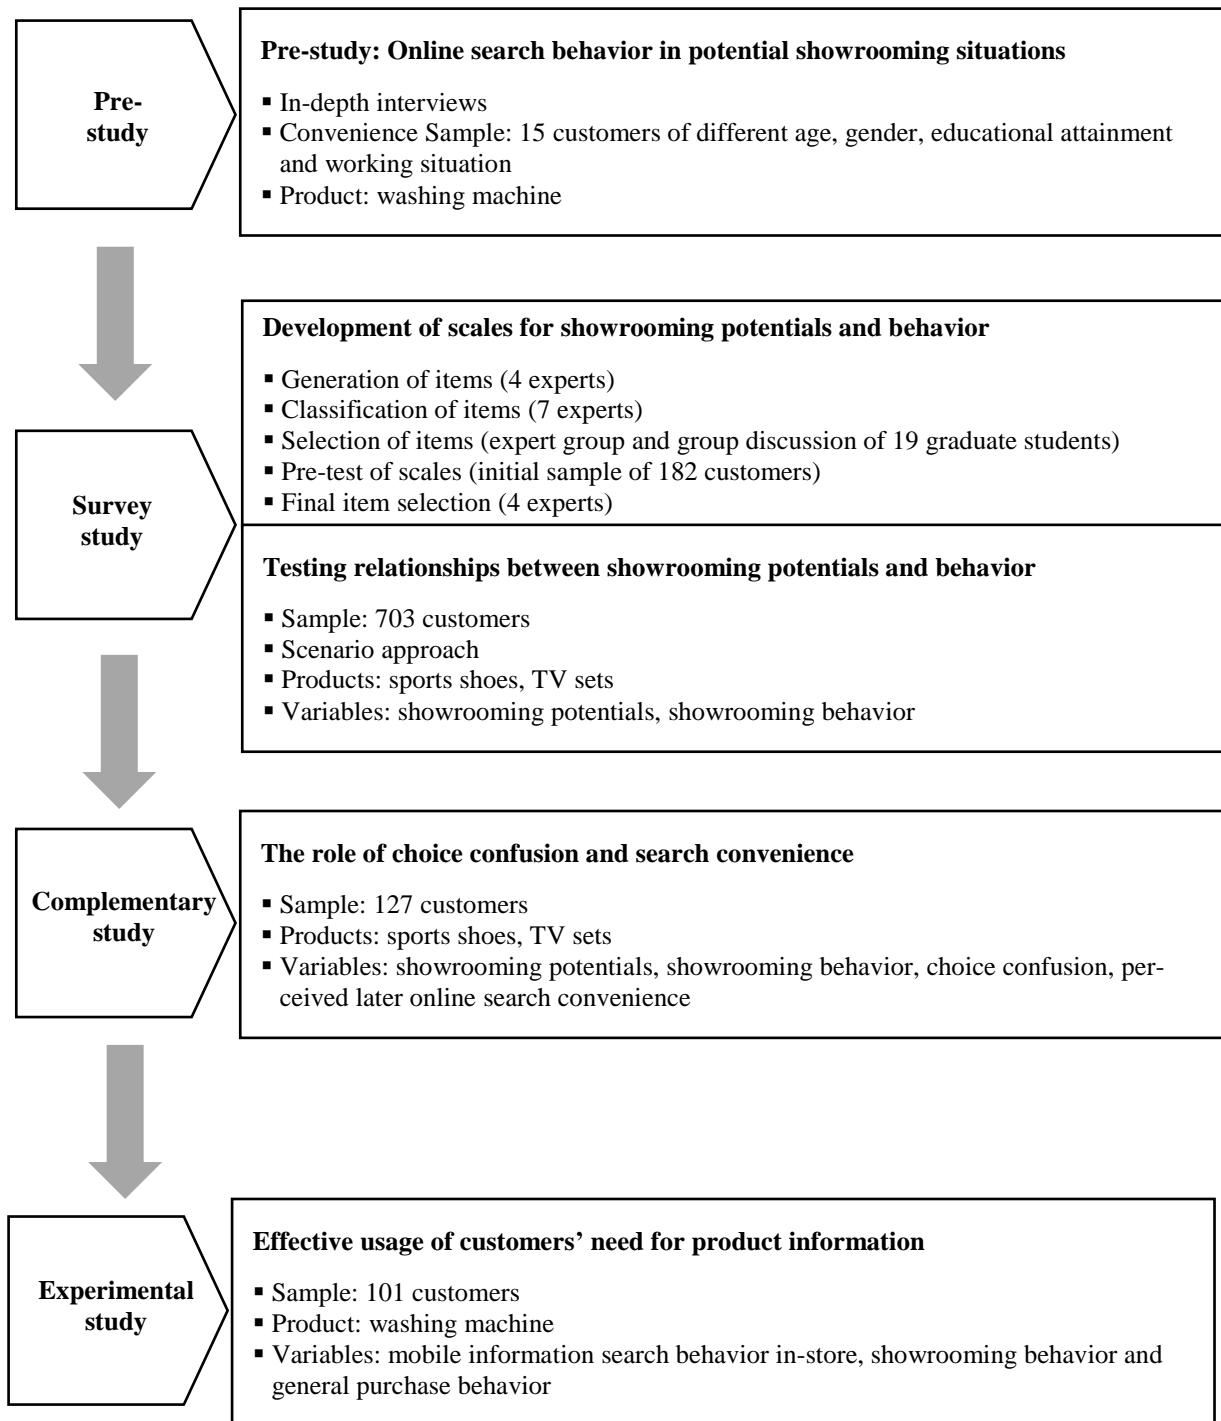 Pre-
study
Pre-study: Online search behavior in potential showrooming situations
▪ In-depth interviews
▪ Convenience Sample: 15 customers of different age, gender, educational attainment
and working situation
▪ Product: washing machine
Survey
study
Development of scales for showrooming potentials and behavior
▪ Generation of items (4 experts)
▪ Classification of items (7 experts)
▪ Selection of items (expert group and group discussion of 19 graduate students)
▪ Pre-test of scales (initial sample of 182 customers)
▪ Final item selection (4 experts)
Testing relationships between showrooming potentials and behavior
▪ Sample: 703 customers
▪ Scenario approach
▪ Products: sports shoes, TV sets
▪ Variables: showrooming potentials, showrooming behavior
Complementary
study
The role of choice confusion and search convenience
▪ Sample: 127 customers
▪ Products: sports shoes, TV sets
▪ Variables: showrooming potentials, showrooming behavior, choice confusion, per-
ceived later online search convenience
Experimental
study
Effective usage of customers’ need for product information
▪ Sample: 101 customers
▪ Product: washing machine
▪ Variables: mobile information search behavior in-store, showrooming behavior and
general purchase behavior